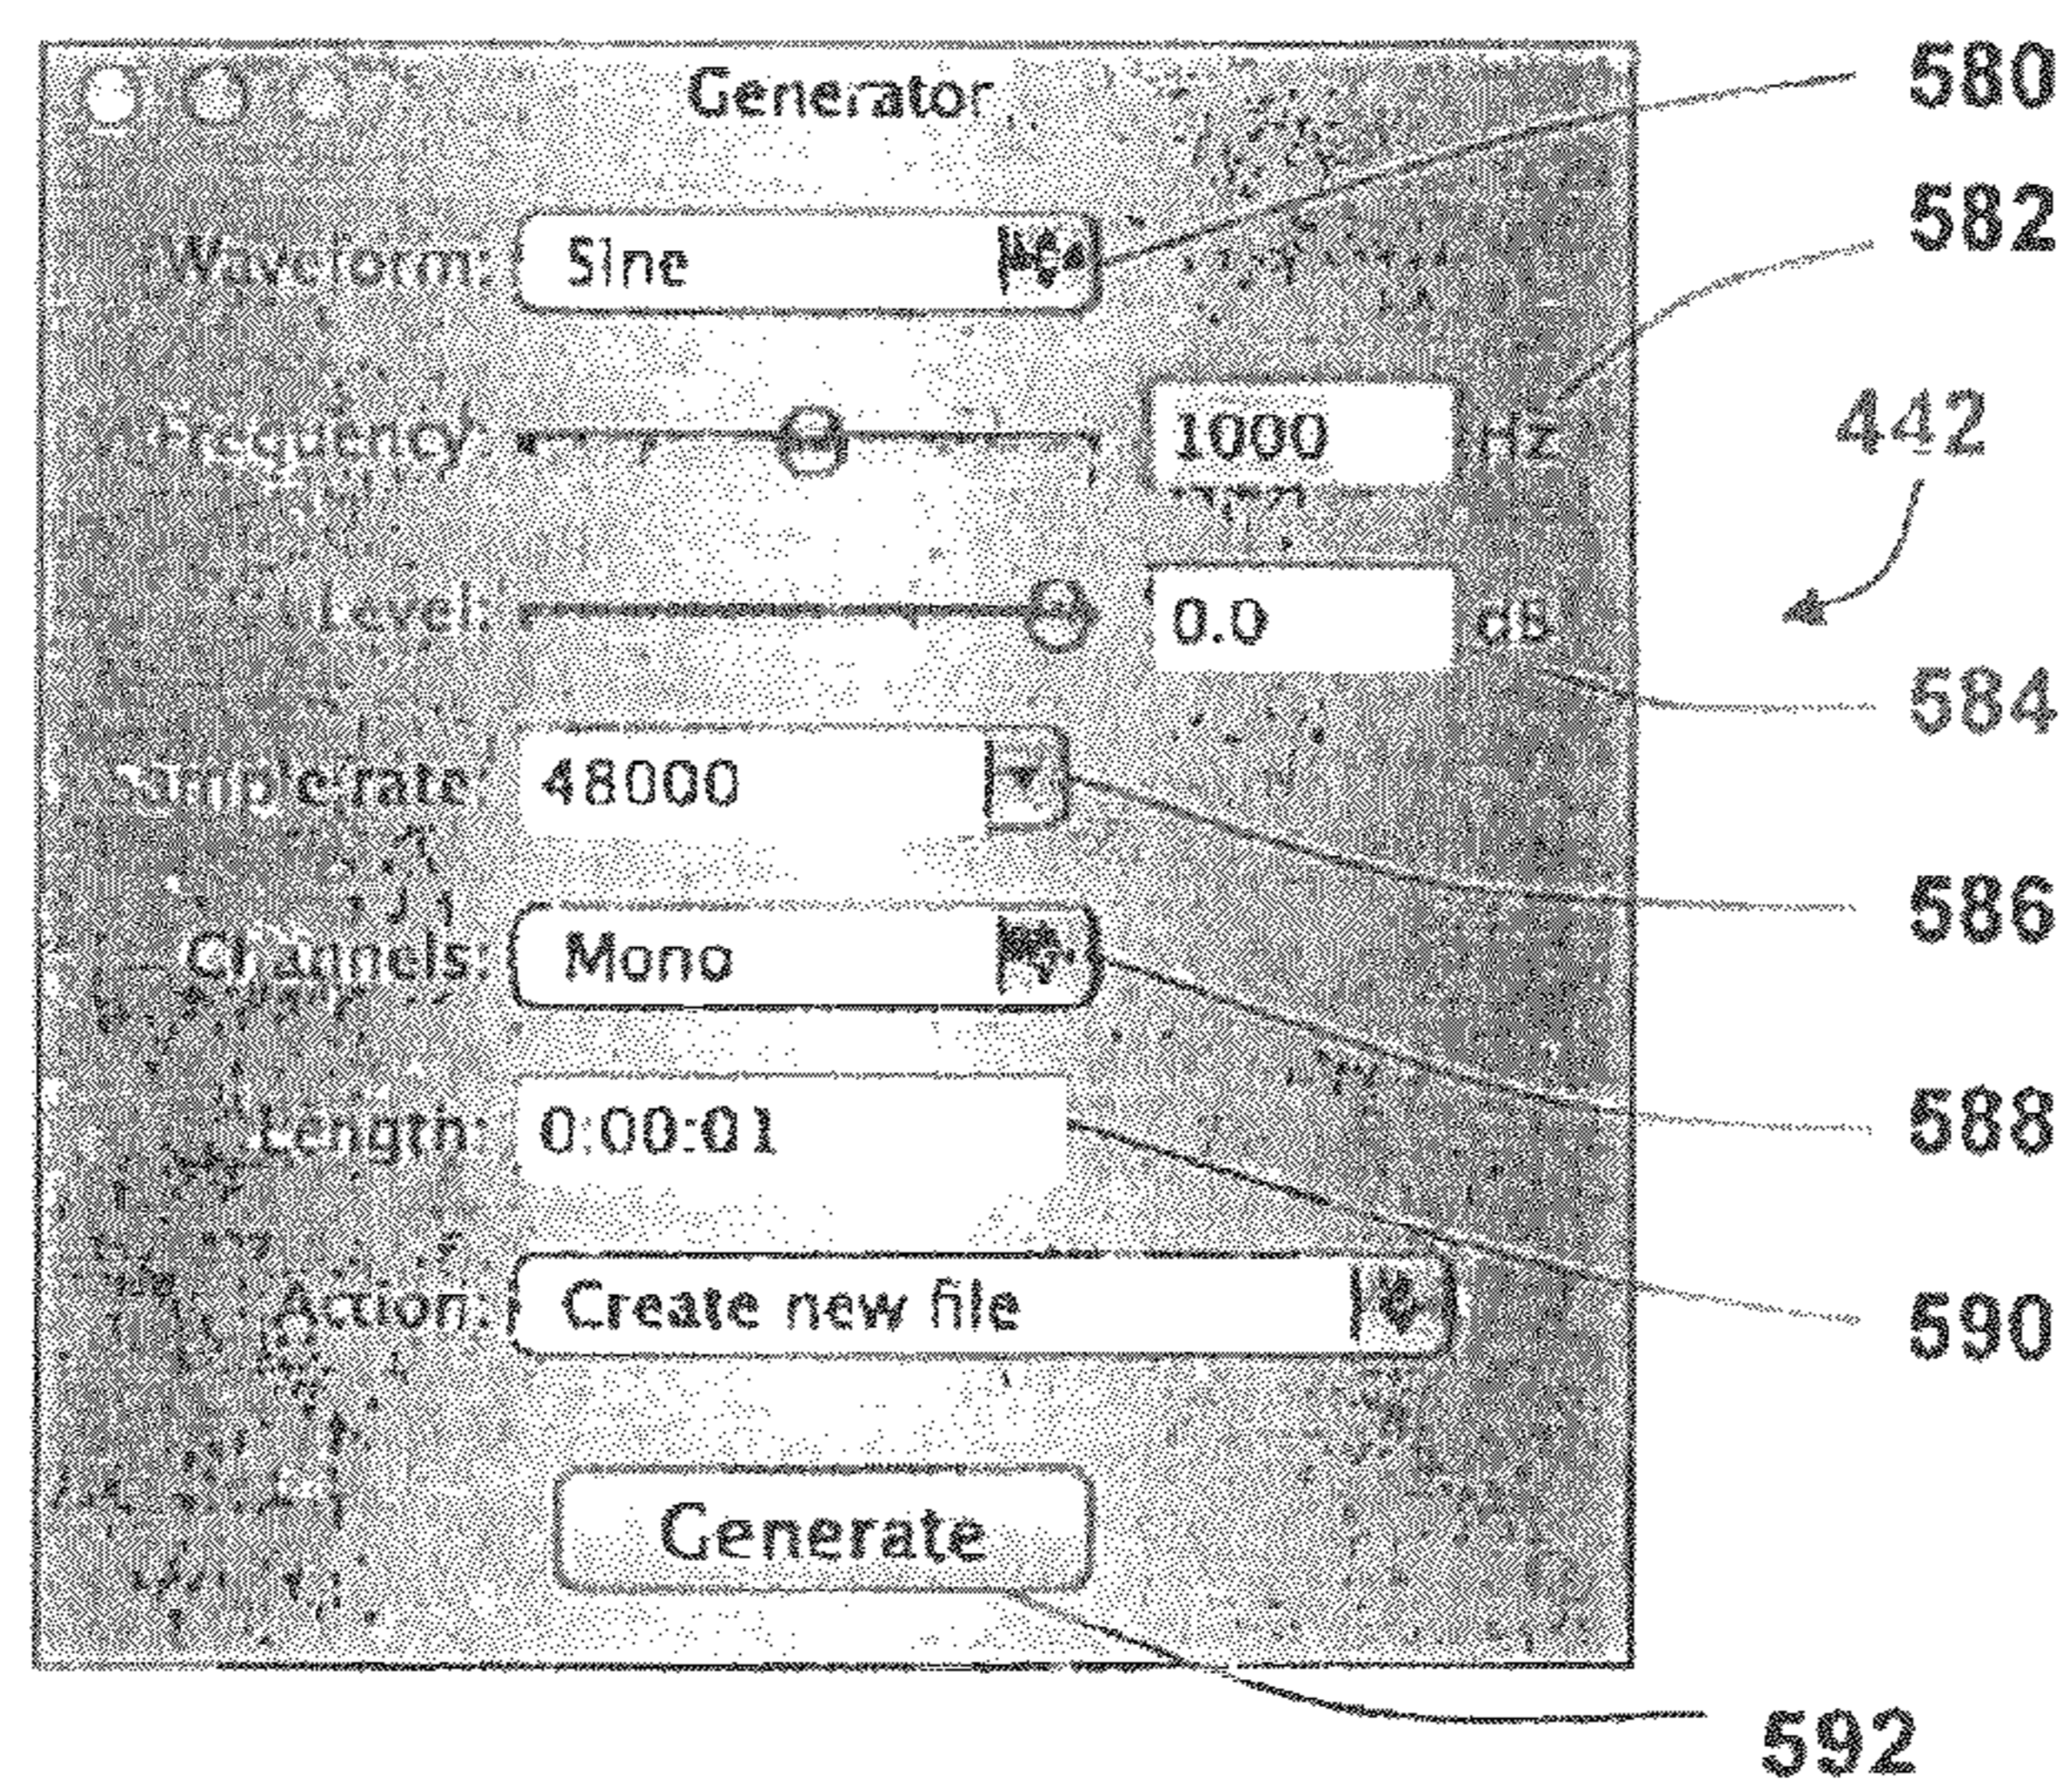 Generator
580
582
Waveform: Sine
Frequency: 1000 Hz
442
Level: 0.0 dB
584
Sample rate: 48000
586
Channels: Mono
588
Length: 0:00:01
590
Action: Create new file
Generate
592